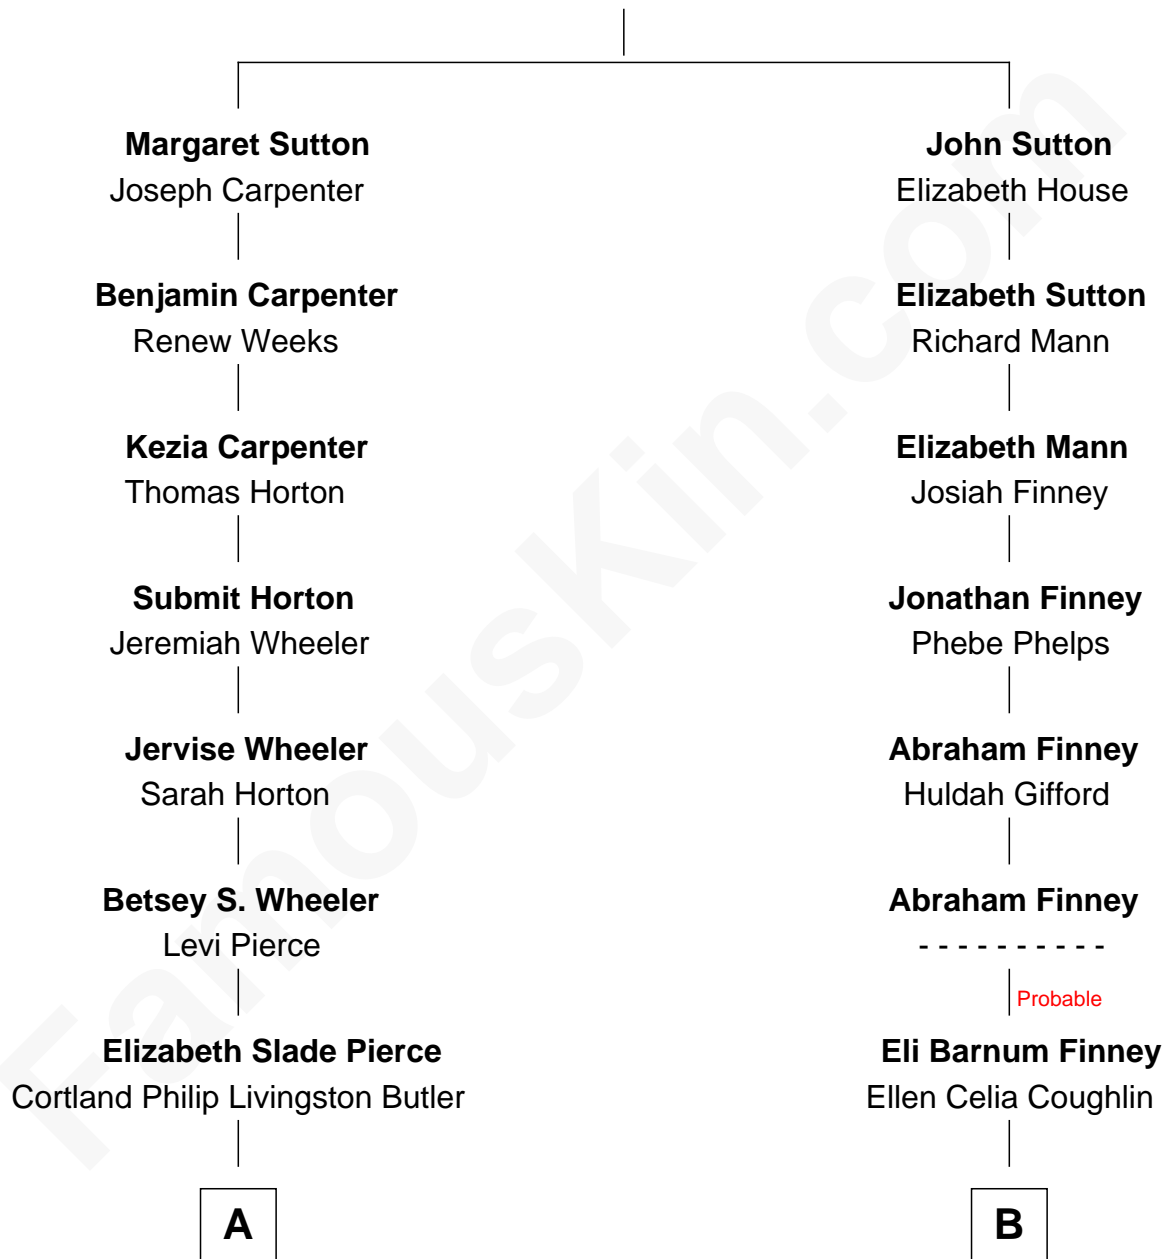 Margaret Sutton
Joseph Carpenter
John Sutton
Elizabeth House
Benjamin Carpenter
Renew Weeks
Elizabeth Sutton
Richard Mann
Kezia Carpenter
Thomas Horton
Elizabeth Mann
Josiah Finney
Submit Horton
Jeremiah Wheeler
Jonathan Finney
Phebe Phelps
Jervise Wheeler
Sarah Horton
Abraham Finney
Huldah Gifford
Betsey S. Wheeler
Levi Pierce
Abraham Finney
- - - - - - - - - -
Probable
Elizabeth Slade Pierce
Cortland Philip Livingston Butler
Eli Barnum Finney
Ellen Celia Coughlin
A
B
FamousKin.com